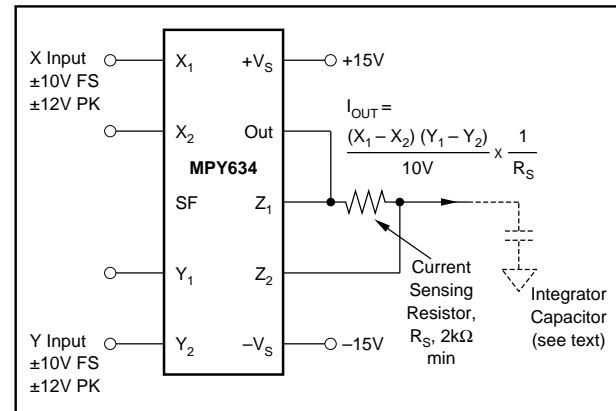 X Input
±10V FS
±12V PK
X1
X2
MPY634
SF
Y1
Y Input
±10V FS
±12V PK
Y2
+VS
+15V
Out
Z1
Z2
–VS
–15V
IOUT =
(X1 – X2) (Y1 – Y2)
10V
x
1
RS
Current
Sensing
Resistor,
RS, 2kΩ
min
Integrator
Capacitor
(see text)